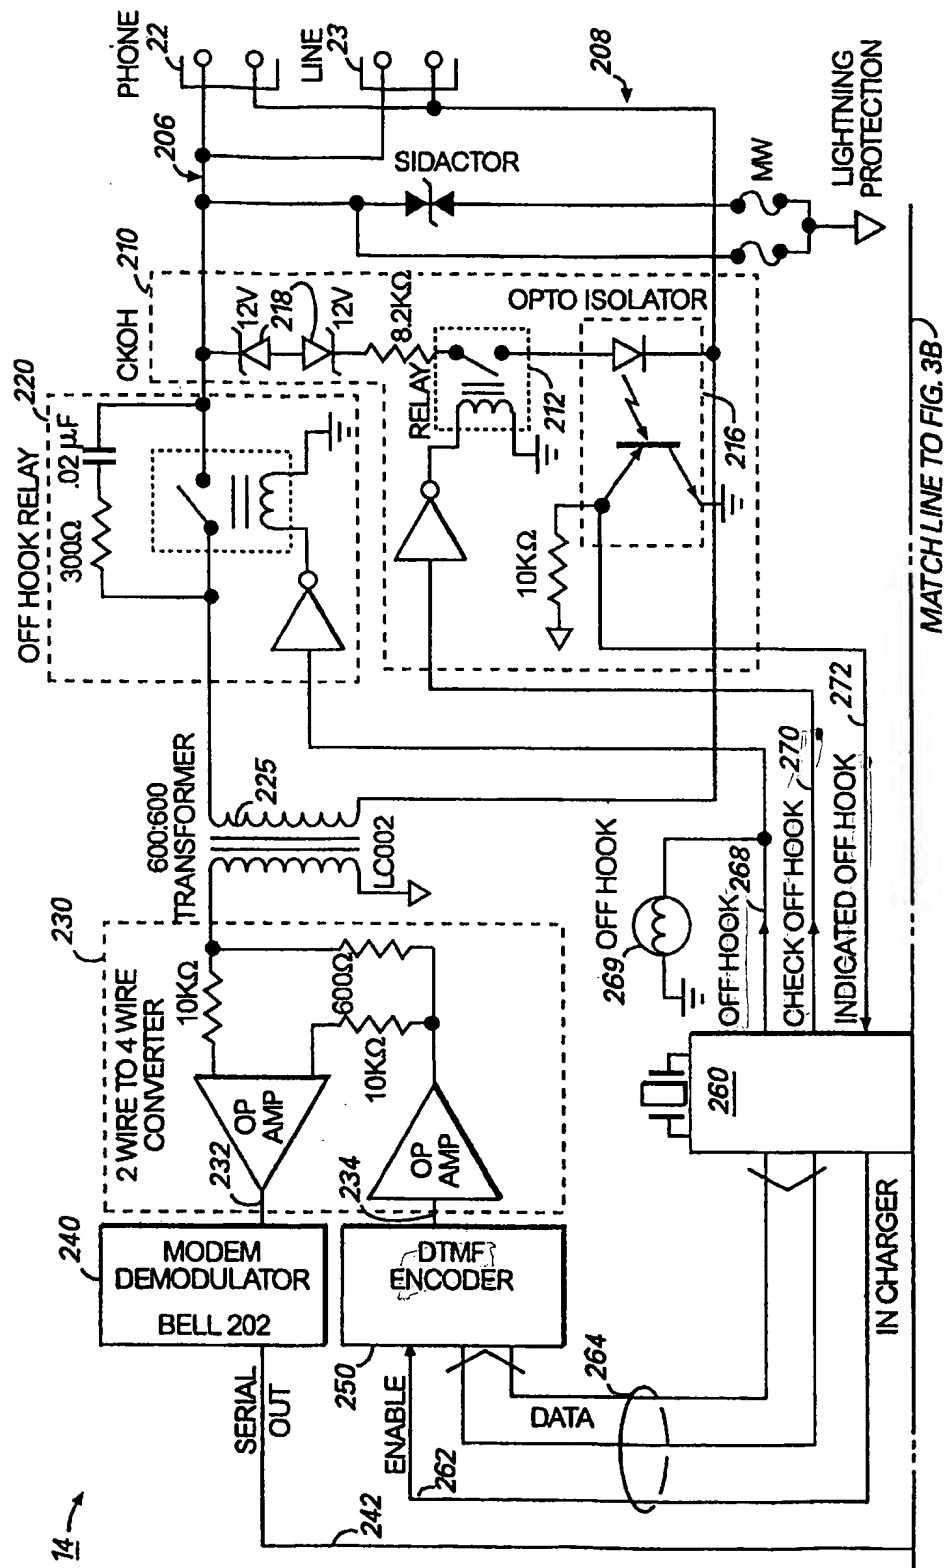 14
242
SERIAL
OUT
240
MODEM
DEMODULATOR
BELL 202
232
2 WIRE TO 4 WIRE
CONVERTER
230
OP
AMP
10KΩ
600Ω
10KΩ
OP
AMP
234
DTMF
ENCODER
250
ENABLE
262
DATA
264
600:600
TRANSFORMER
225
LC002
OFF HOOK RELAY
220
300Ω
.02 µF
CKOH
210
12V
218
12V
8.2KΩ
RELAY
212
OPTO ISOLATOR
216
10KΩ
206
PHONE
22
LINE
23
208
SIDACTOR
MW
LIGHTNING
PROTECTION
269
OFF HOOK
OFF HOOK
268
CHECK OFF HOOK
270
INDIGATED OFF HOOK
272
260
IN CHARGER
MATCH LINE TO FIG. 3B